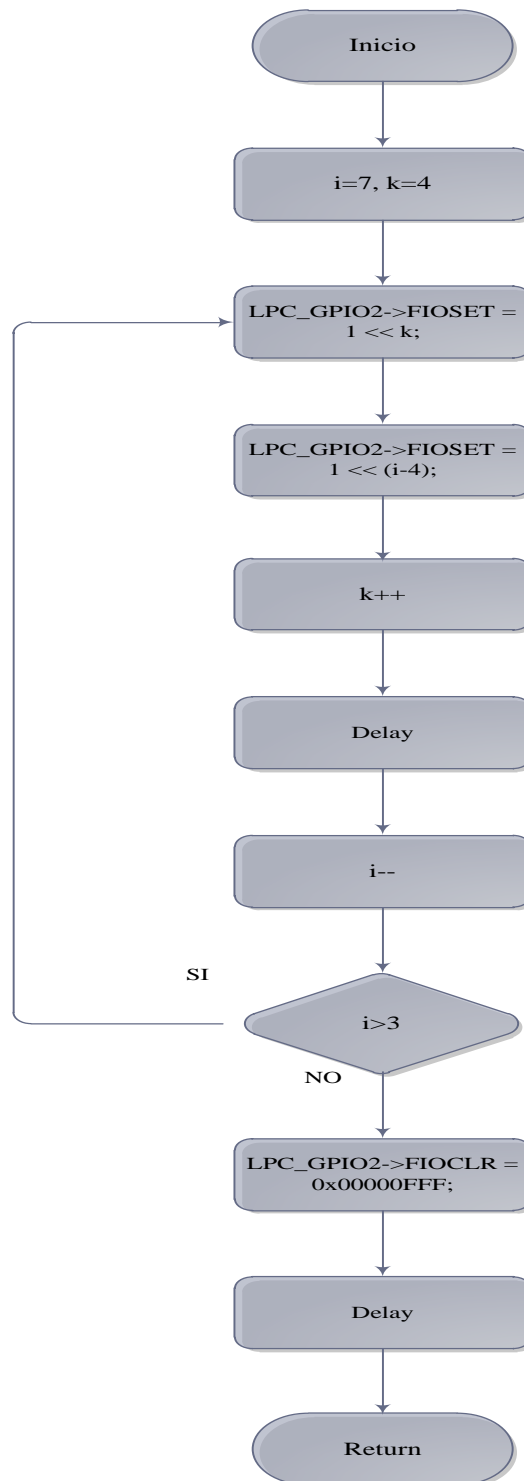 Inicio
i=7, k=4
LPC_GPIO2->FIOSET =
1 << k;
LPC_GPIO2->FIOSET =
1 << (i-4);
k++
Delay
i--
SI
i>3
NO
LPC_GPIO2->FIOCLR =
0x00000FFF;
Delay
Return